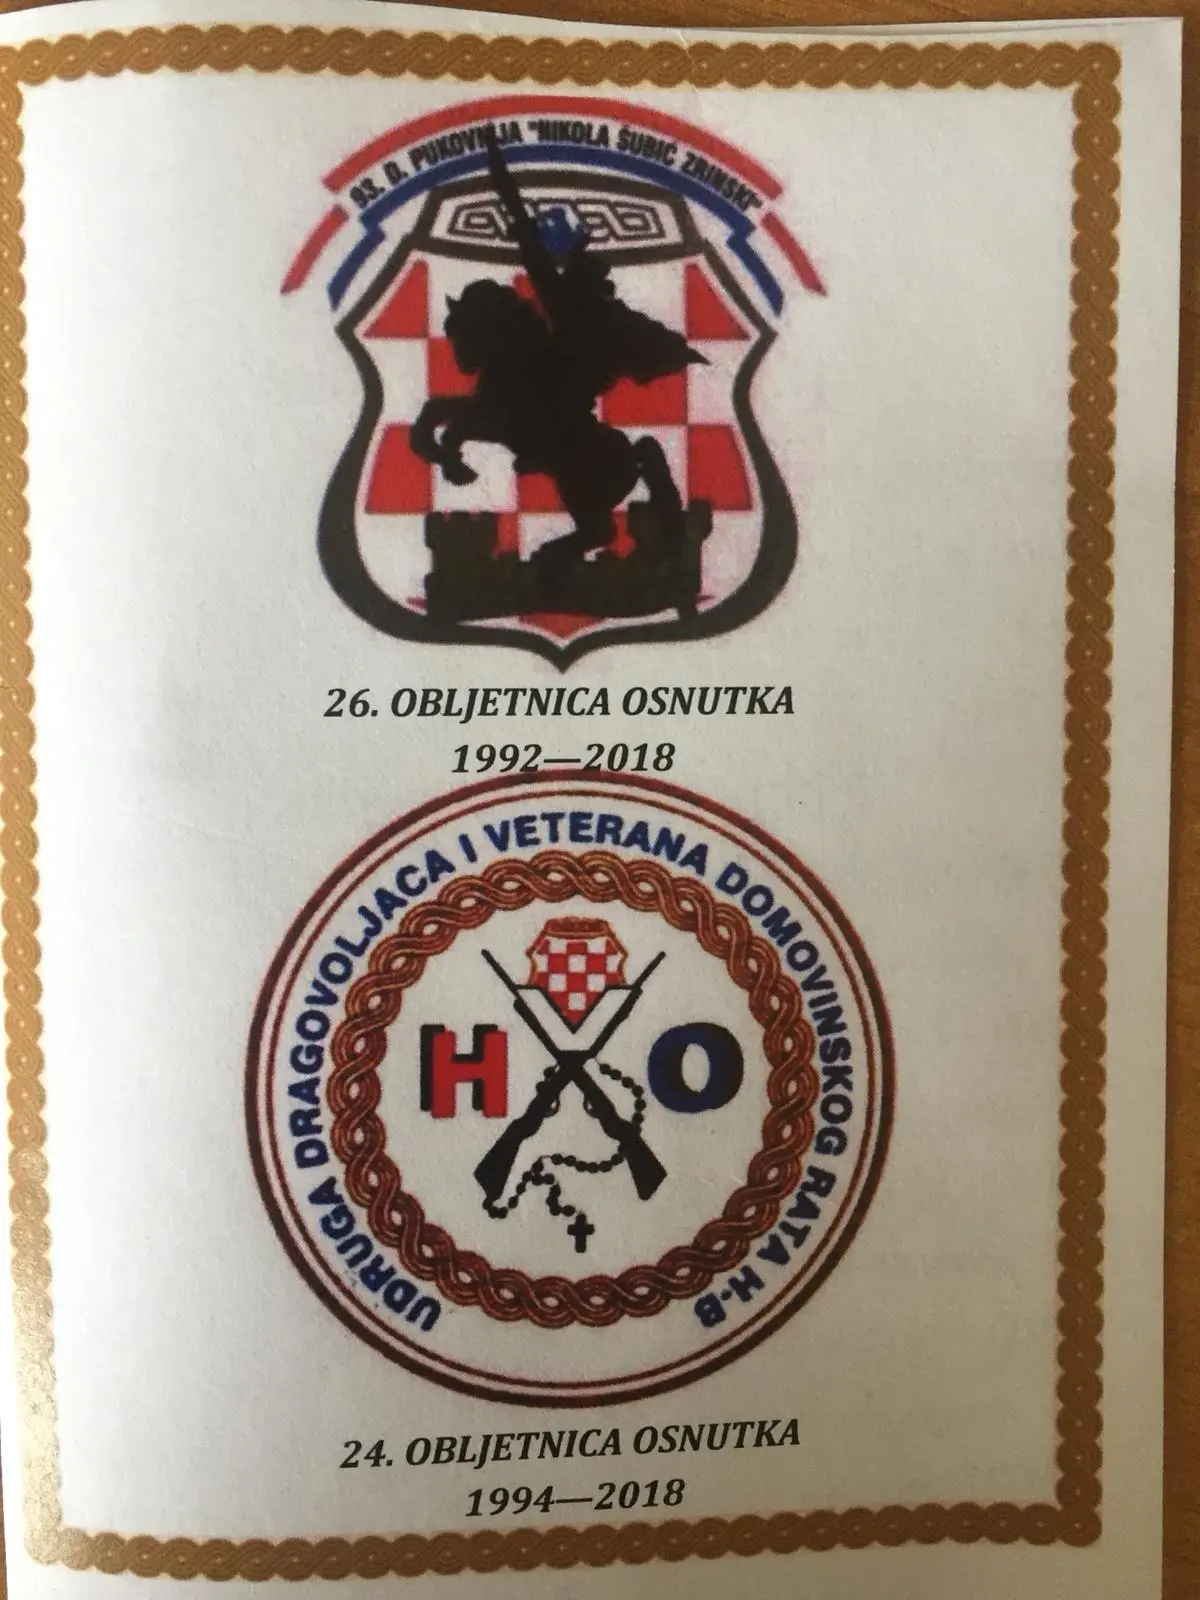 93. D. PUKOVNIJA "NIKOLA ŠUBIĆ ZRINSKI"
26. OBLJETNICA OSNUTKA
1992—2018
UDRUGA DRAGOVOLJACA I VETERANA DOMOVINSKOG RATA H-B
H V O
24. OBLJETNICA OSNUTKA
1994—2018